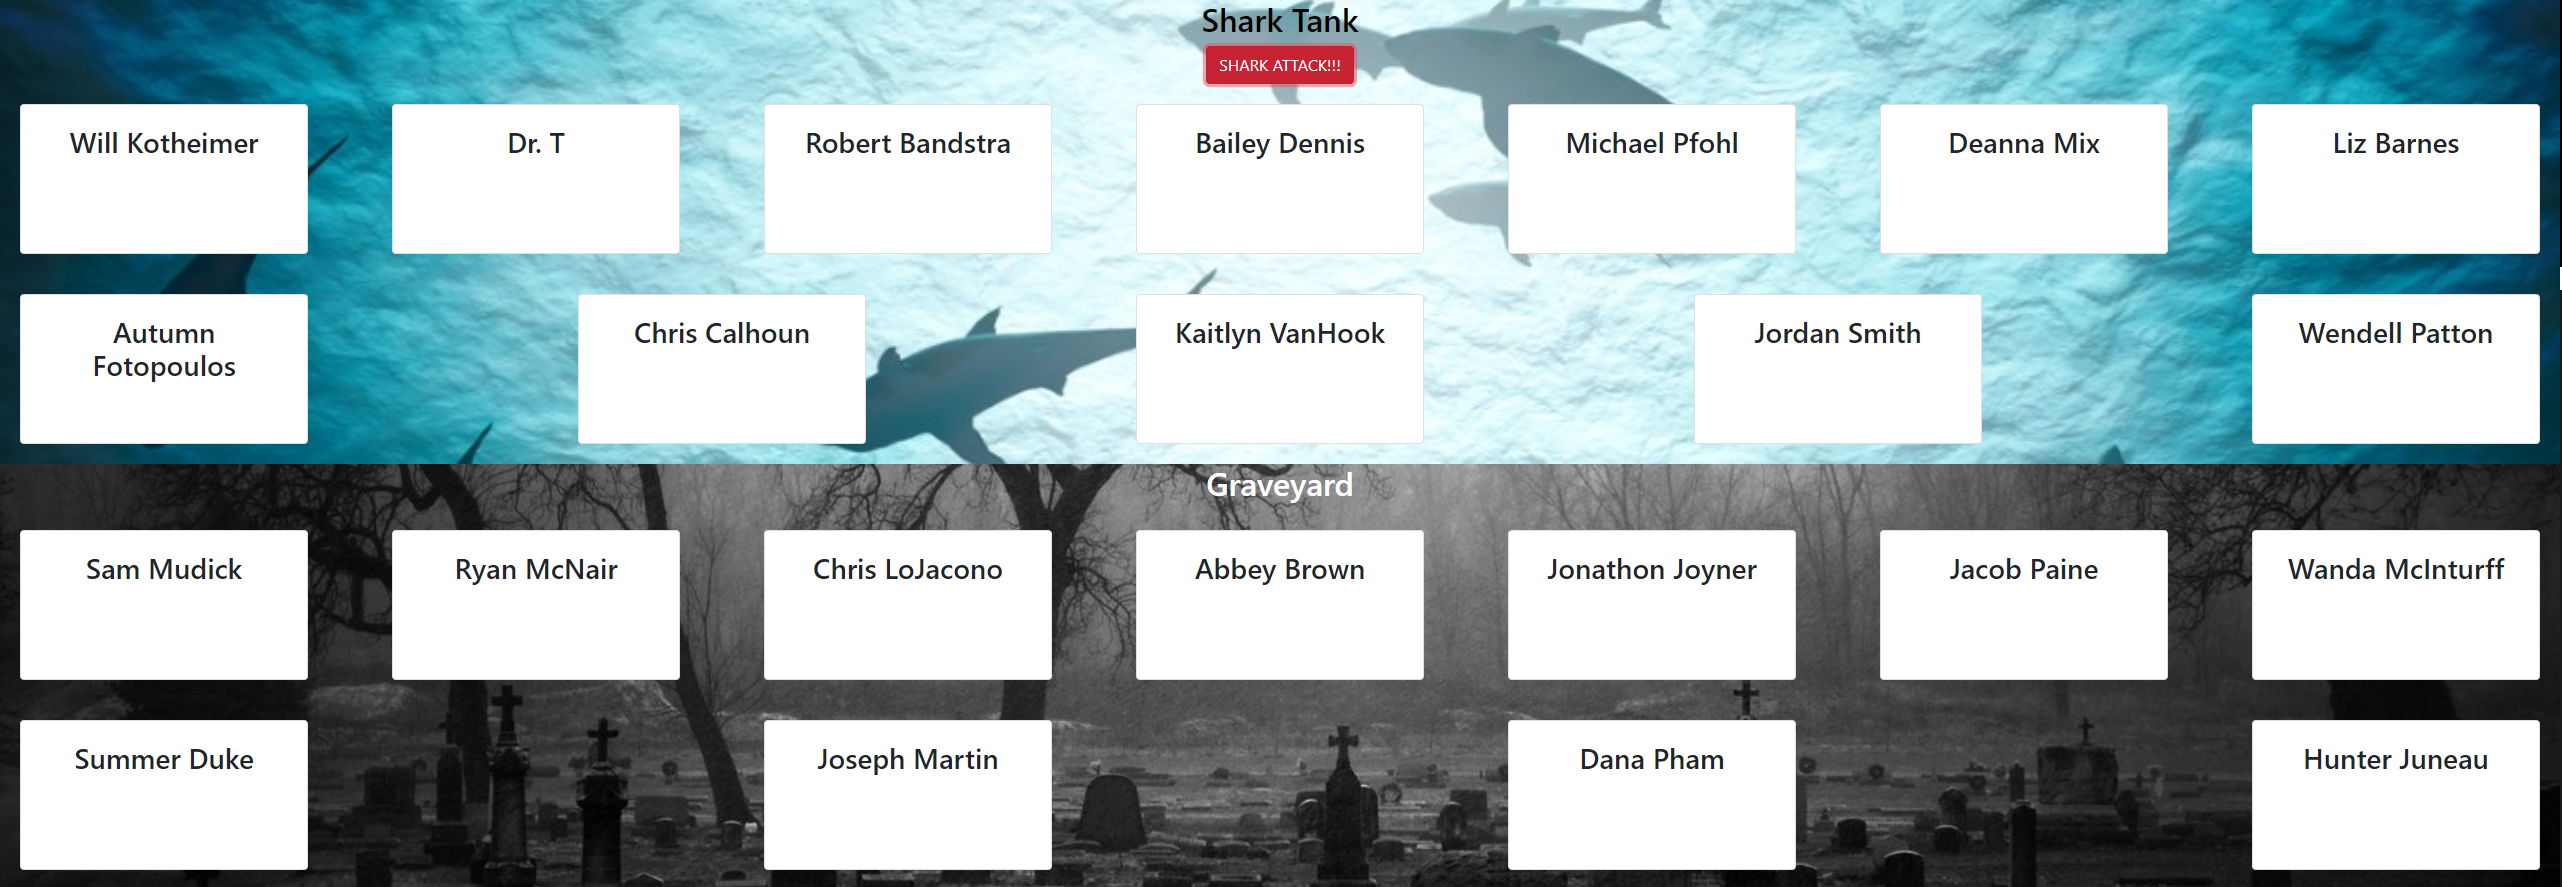 Shark Tank
SHARK ATTACK!!!
Will Kotheimer
Dr. T
Robert Bandstra
Bailey Dennis
Michael Pfohl
Deanna Mix
Liz Barnes
Autumn
Fotopoulos
Chris Calhoun
Kaitlyn VanHook
Jordan Smith
Wendell Patton
Graveyard
Sam Mudick
Ryan McNair
Chris LoJacono
Abbey Brown
Jonathon Joyner
Jacob Paine
Wanda McInturff
Summer Duke
Joseph Martin
Dana Pham
Hunter Juneau